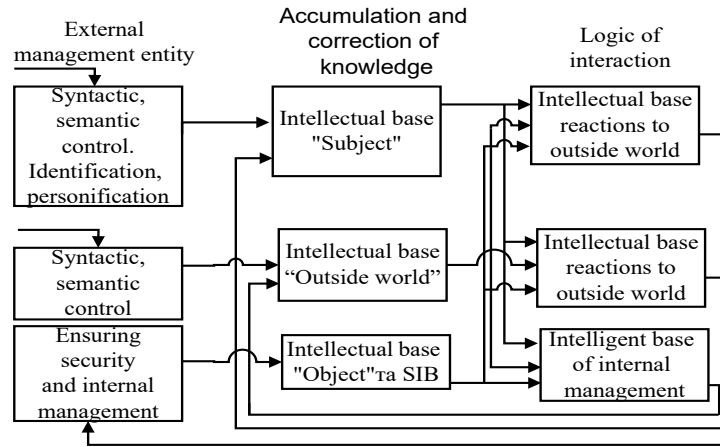 External
management entity
Accumulation and
correction of
knowledge
Logic of
interaction
Syntactic,
semantic
control.
Identification,
personification
Intellectual base
"Subject"
Intellectual base
reactions to
outside world
Syntactic,
semantic
control
Intellectual base
“Outside world”
Intellectual base
reactions to
outside world
Ensuring
security
and internal
management
Intellectual base
"Object"та SIB
Intelligent base
of internal
management